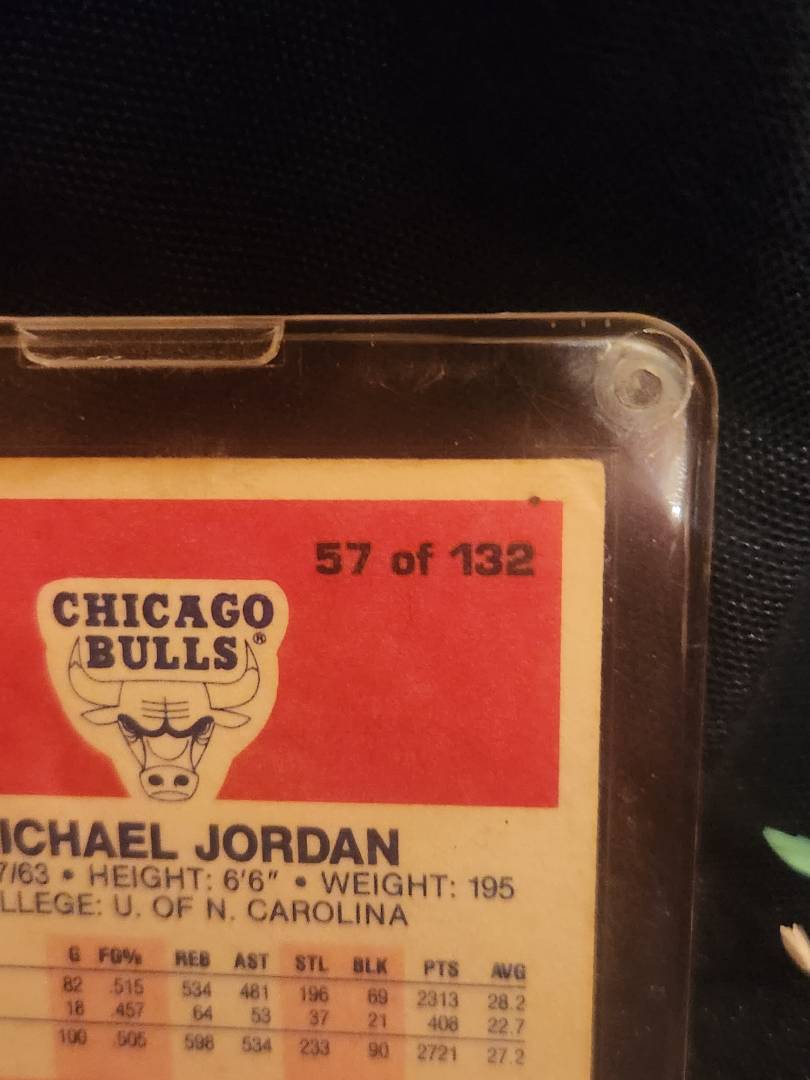 57 of 132
CHICAGO
BULLS®
ICHAEL JORDAN
7/63 • HEIGHT: 6'6" • WEIGHT: 195
LLEGE: U. OF N. CAROLINA
G FG% REB AST STL BLK PTS AVG
82 .515 534 481 196 69 2313 28.2
18 .457 64 53 37 21 408 22.7
100 .505 598 534 233 90 2721 27.2